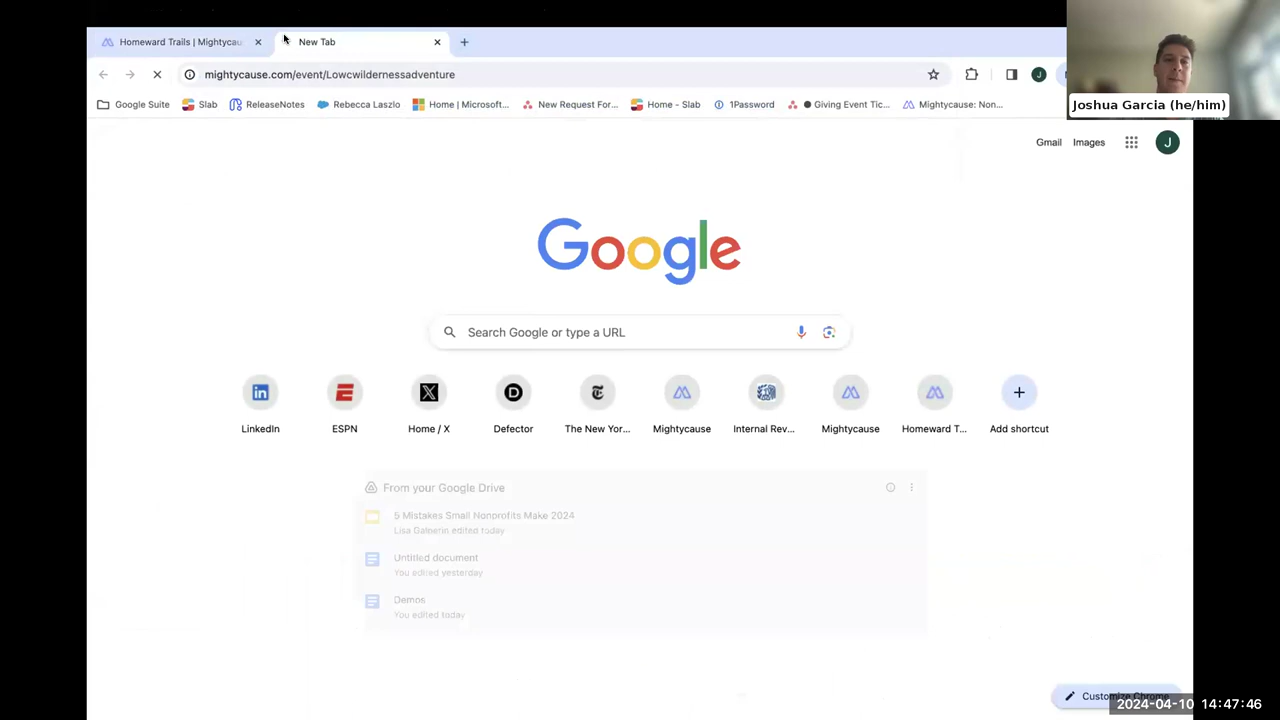 Homeward Trails | Mightycau
New Tab
mightycause.com/event/Lowcwildernessadventure
J
Google Suite
Slab
ReleaseNotes
Rebecca Laszlo
Home | Microsoft...
New Request For...
Home - Slab
1Password
Giving Event Tic...
Mightycause: Non...
Joshua Garcia (he/him)
Gmail Images J
Google
Search Google or type a URL
LinkedIn
ESPN
Home / X
Defector
The New Yor...
Mightycause
Internal Rev...
Mightycause
Homeward T...
Add shortcut
From your Google Drive
5 Mistakes Small Nonprofits Make 2024
Lisa Galperin edited today
Untitled document
You edited yesterday
Demos
You edited today
Customize Chrome
2024-04-10 14:47:46